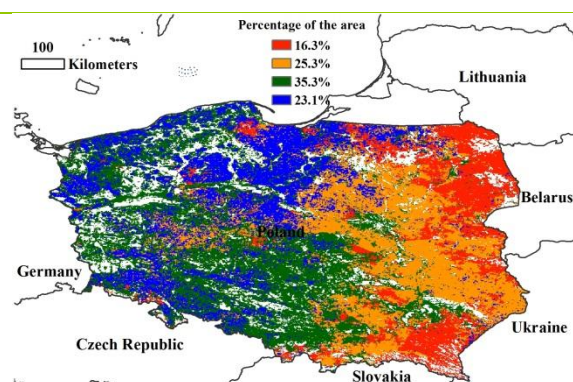 Percentage of the area
16.3%
25.3%
35.3%
23.1%
100
Kilometers
Lithuania
Belarus
Poland
Germany
Ukraine
Czech Republic
Slovakia